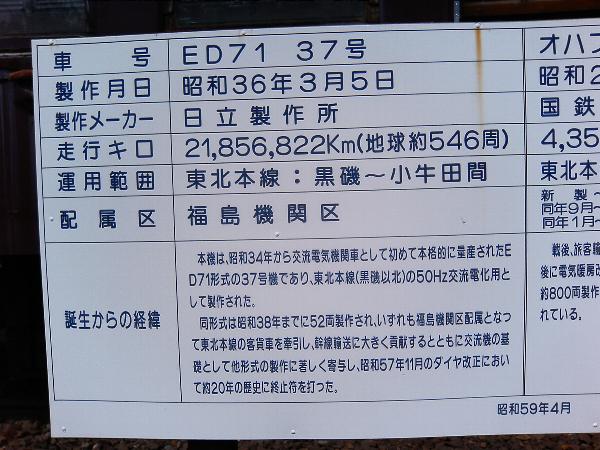 車 号 ED71 37号 オハフ
製作月日 昭和36年3月5日 昭和2
製作メーカー 日立製作所 国鉄
走行キロ 21,856,822Km(地球約546周) 4,35
運用範囲 東北本線：黒磯～小牛田間 東北本
配属区 福島機関区 新製～
同年9月～
同年1月～
誕生からの経緯
本機は、昭和34年から交流電気機関車として初めて本格的に量産されたE
D71形式の37号機であり、東北本線(黒磯以北)の50Hz交流電化用と
して製作された。
同形式は昭和38年までに52両製作され、いずれも福島機関区配属となっ
て東北本線の客貨車を牽引し、幹線輸送に大きく貢献するとともに交流機の基
礎として他形式の製作に著しく寄与し、昭和57年11月のダイヤ改正におい
て約20年の歴史に終止符を打った。
戦後、旅客輸
後に電気暖房改
約800両製作
れている。
昭和59年4月